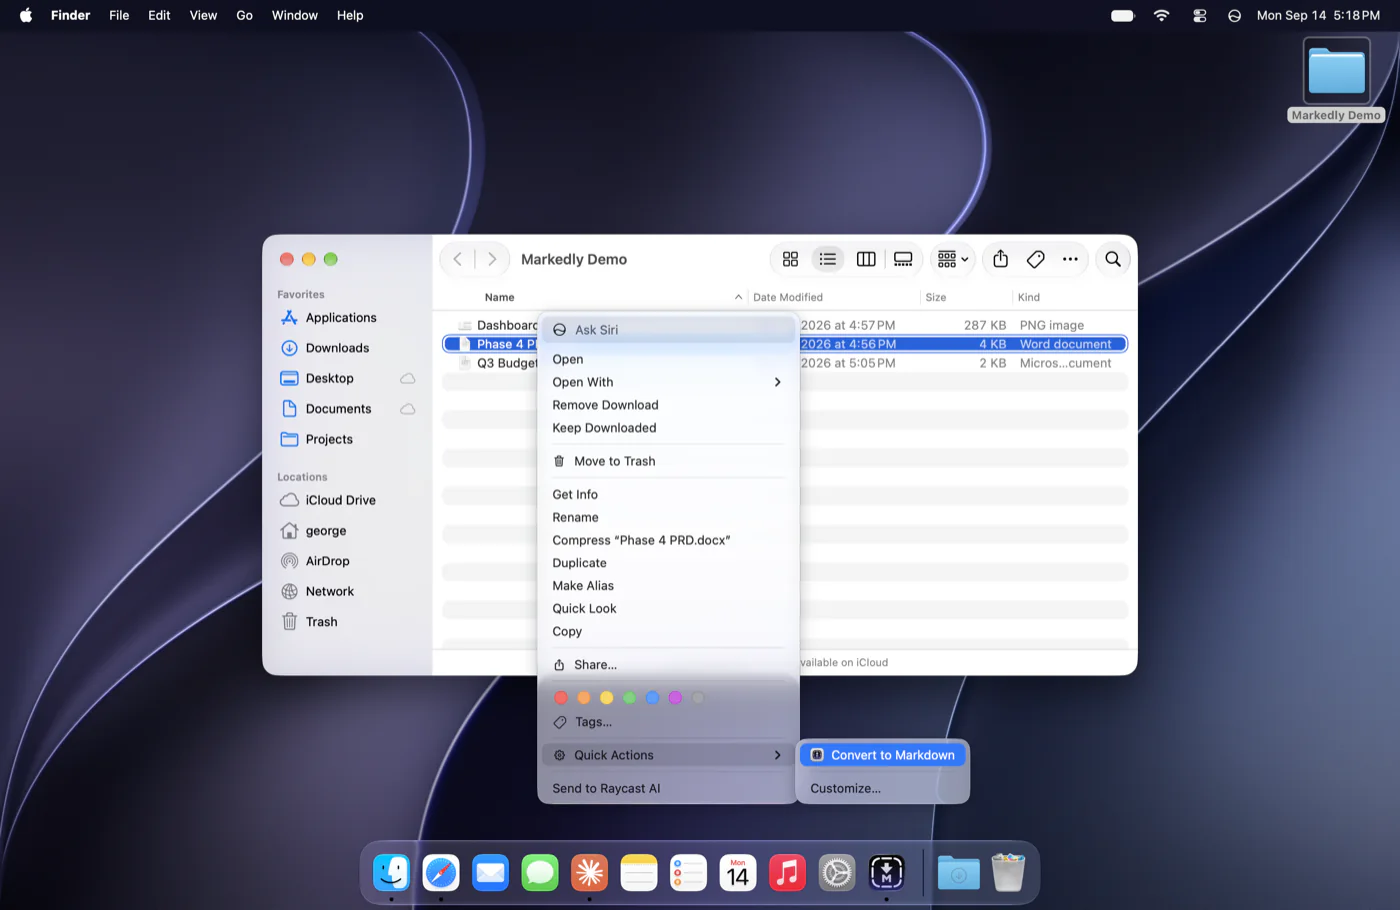 Finder File Edit View Go Window Help Mon Sep 14 5:18 PM
Markedly Demo
Markedly Demo
Favorites
Applications
Downloads
Desktop
Documents
Projects
Locations
iCloud Drive
george
AirDrop
Network
Trash
Name Date Modified Size Kind
Dashboard 2026 at 4:57 PM 287 KB PNG image
Phase 4 P 2026 at 4:56 PM 4 KB Word document
Q3 Budget 2026 at 5:05 PM 2 KB Micros...cument
vailable on iCloud
Ask Siri
Open
Open With
Remove Download
Keep Downloaded
Move to Trash
Get Info
Rename
Compress “Phase 4 PRD.docx”
Duplicate
Make Alias
Quick Look
Copy
Share...
Tags...
Quick Actions
Send to Raycast AI
Convert to Markdown
Customize...
Mon
14
M